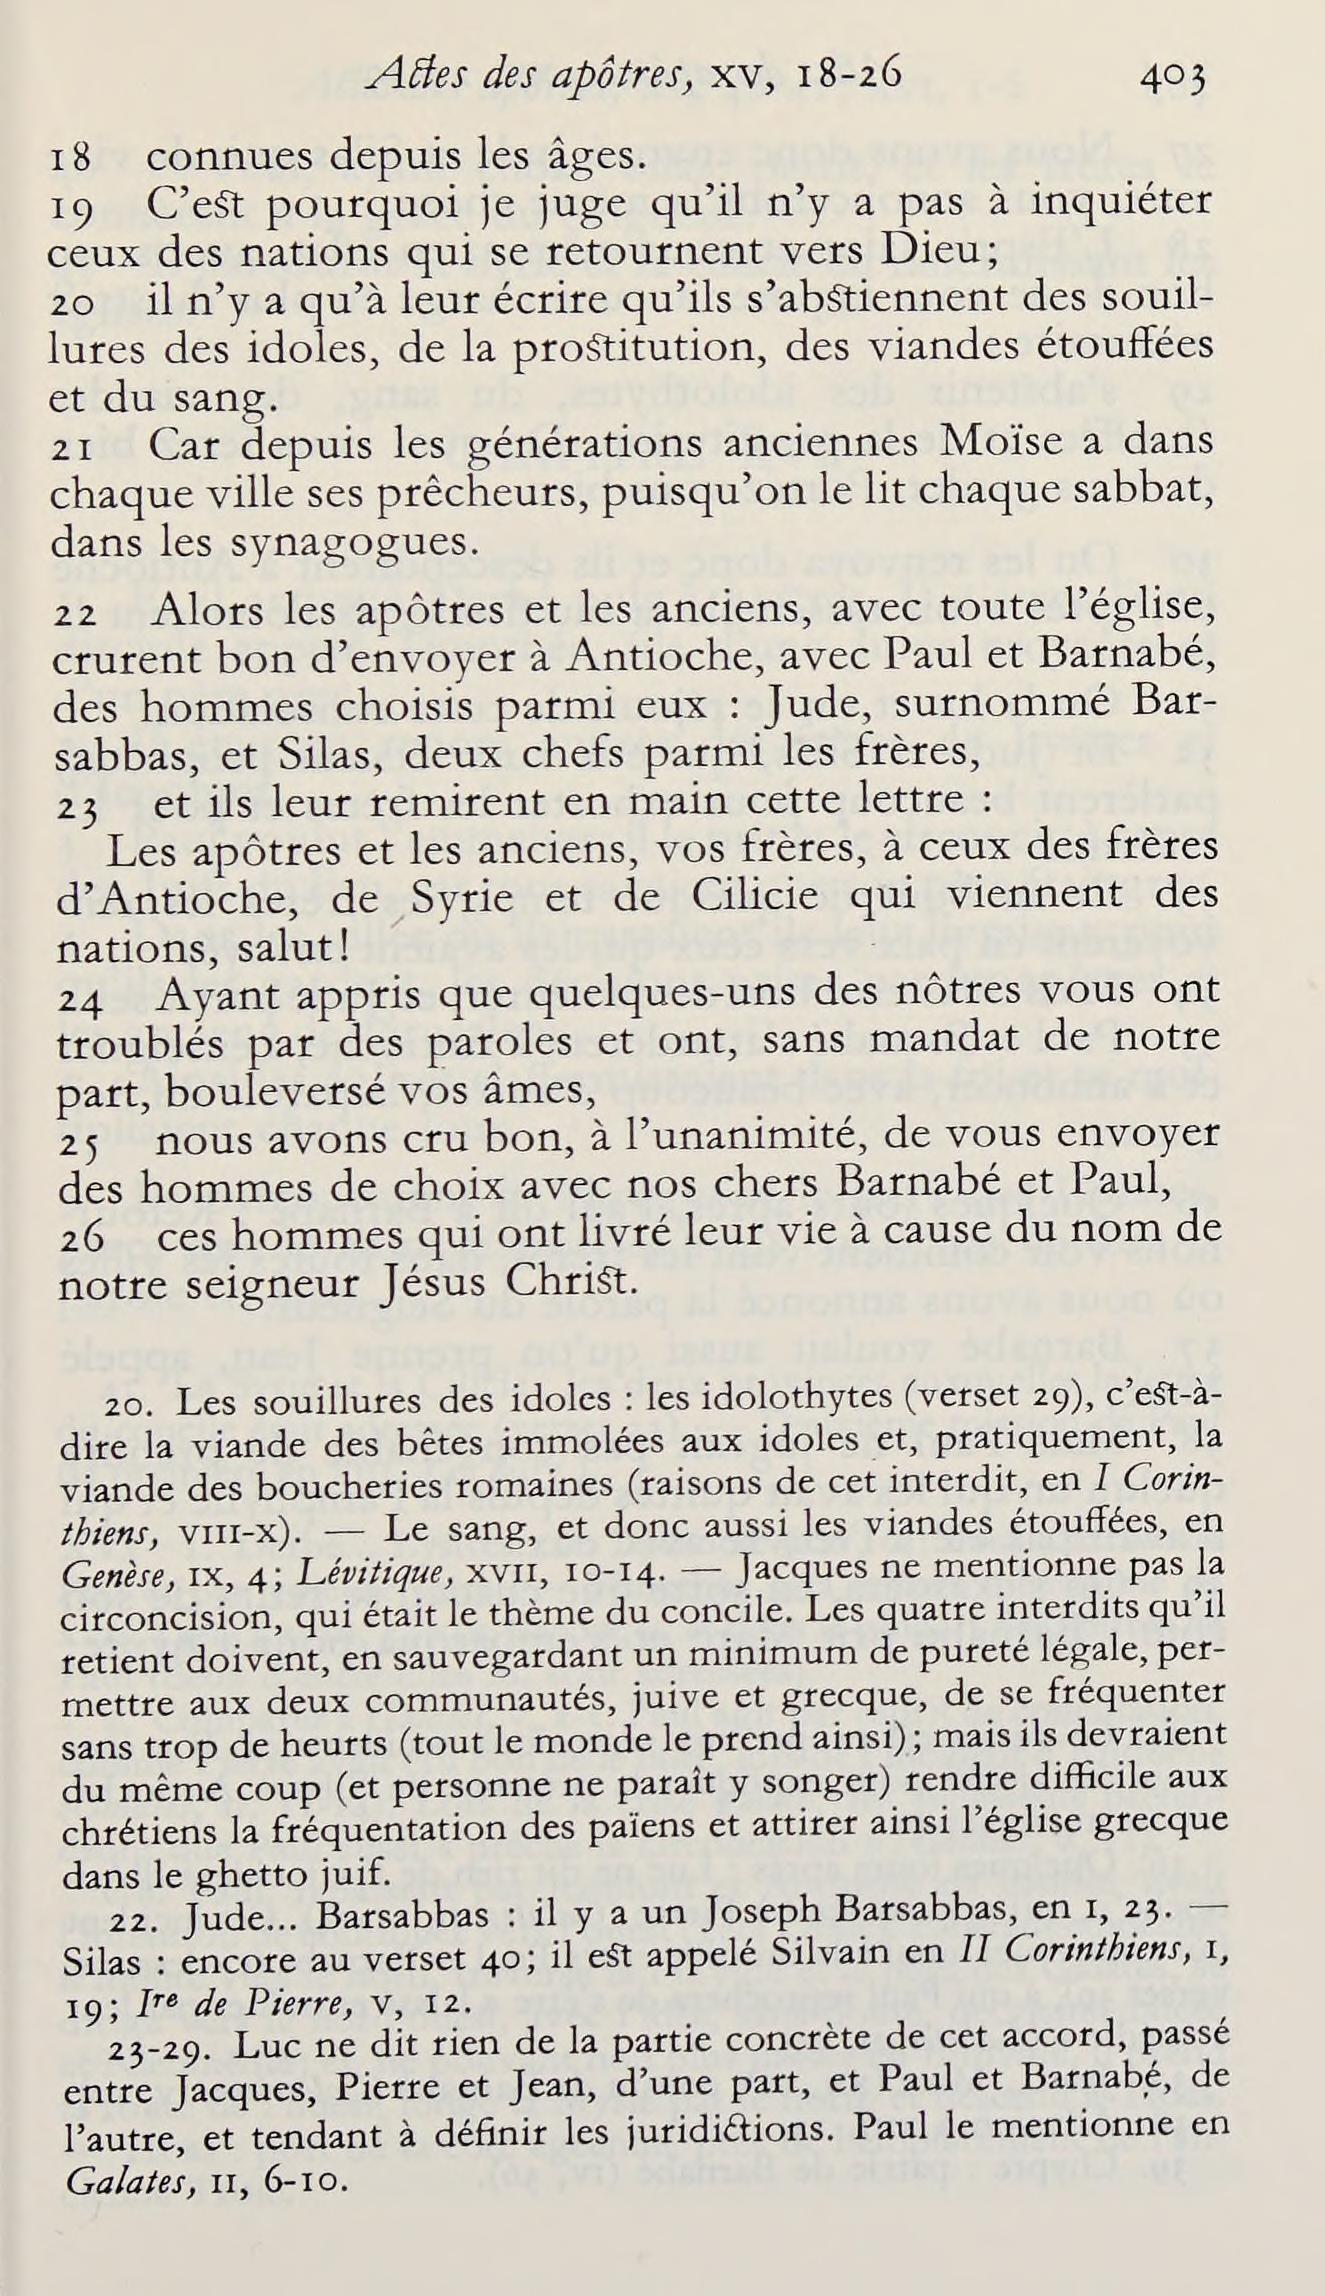 Actes des apôtres, XV, 18-26 403
18 connues depuis les âges.
19 C’est pourquoi je juge qu’il n’y a pas à inquiéter
ceux des nations qui se retournent vers Dieu;
20 il n’y a qu’à leur écrire qu’ils s’abstiennent des souil-
lures des idoles, de la prostitution, des viandes étouffées
et du sang.
21 Car depuis les générations anciennes Moïse a dans
chaque ville ses prêcheurs, puisqu’on le lit chaque sabbat,
dans les synagogues.
22 Alors les apôtres et les anciens, avec toute l’église,
crurent bon d’envoyer à Antioche, avec Paul et Barnabé,
des hommes choisis parmi eux : Jude, surnommé Bar-
sabbas, et Silas, deux chefs parmi les frères,
23 et ils leur remirent en main cette lettre :
Les apôtres et les anciens, vos frères, à ceux des frères
d’Antioche, de Syrie et de Cilicie qui viennent des
nations, salut!
24 Ayant appris que quelques-uns des nôtres vous ont
troublés par des paroles et ont, sans mandat de notre
part, bouleversé vos âmes,
25 nous avons cru bon, à l’unanimité, de vous envoyer
des hommes de choix avec nos chers Barnabé et Paul,
26 ces hommes qui ont livré leur vie à cause du nom de
notre seigneur Jésus Christ.
20. Les souillures des idoles : les idolothytes (verset 29), c’est-à-
dire la viande des bêtes immolées aux idoles et, pratiquement, la
viande des boucheries romaines (raisons de cet interdit, en I Corin-
thiens, VIII-X). — Le sang, et donc aussi les viandes étouffées, en
Genèse, IX, 4; Lévitique, XVII, 10-14. — Jacques ne mentionne pas la
circoncision, qui était le thème du concile. Les quatre interdits qu’il
retient doivent, en sauvegardant un minimum de pureté légale, per-
mettre aux deux communautés, juive et grecque, de se fréquenter
sans trop de heurts (tout le monde le prend ainsi); mais ils devraient
du même coup (et personne ne paraît y songer) rendre difficile aux
chrétiens la fréquentation des païens et attirer ainsi l’église grecque
dans le ghetto juif.
22. Jude... Barsabbas : il y a un Joseph Barsabbas, en I, 23. —
Silas : encore au verset 40; il est appelé Silvain en II Corinthiens, I,
19; Iʳᵉ de Pierre, V, 12.
23-29. Luc ne dit rien de la partie concrète de cet accord, passé
entre Jacques, Pierre et Jean, d’une part, et Paul et Barnabé, de
l’autre, et tendant à définir les juridictions. Paul le mentionne en
Galates, II, 6-10.